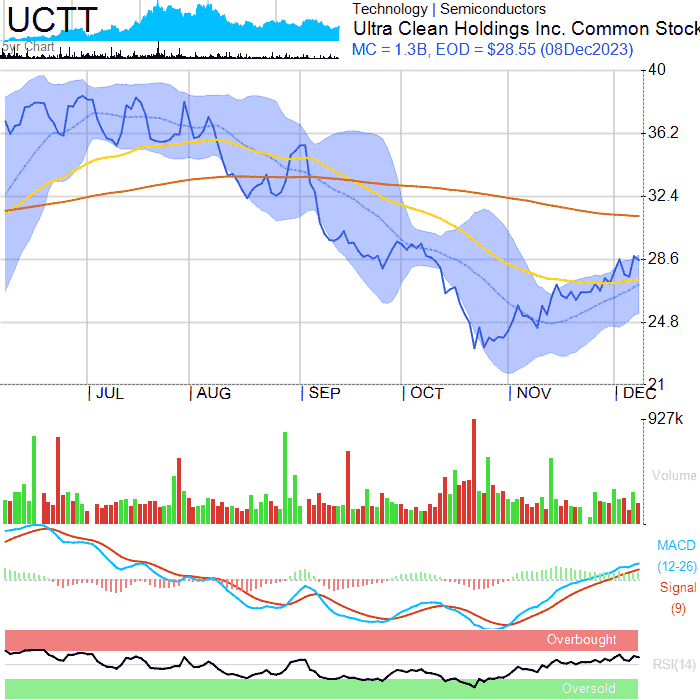 UCTT
5yr Chart
Technology | Semiconductors
Ultra Clean Holdings Inc. Common Stock
MC = 1.3B, EOD = $28.55 (08Dec2023)
40
36.2
32.4
28.6
24.8
21
JUL AUG SEP OCT NOV DEC
927k
Volume
MACD
(12-26)
Signal
(9)
Overbought
RSI(14)
Oversold